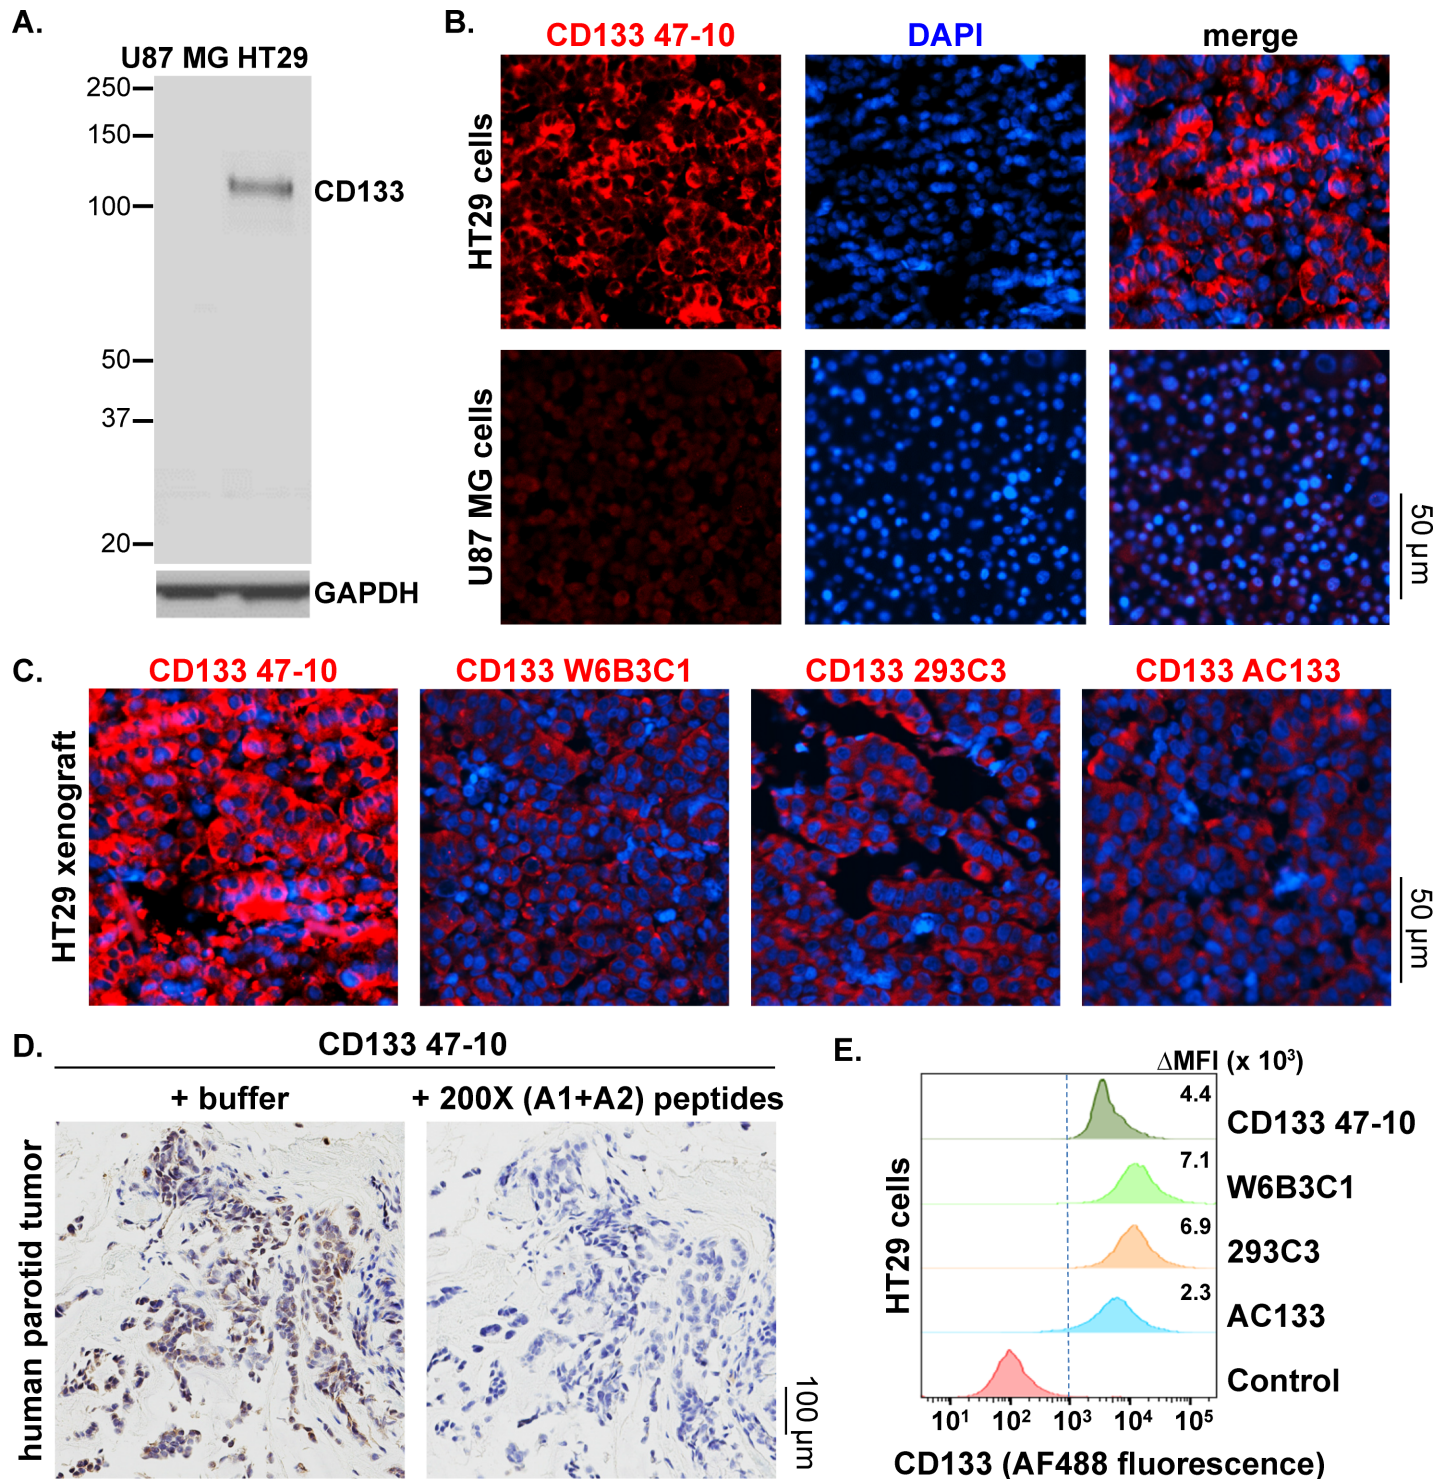 A.
U87 MG HT29
250
150
100
50
37
20
CD133
GAPDH
B.
CD133 47-10
DAPI
merge
HT29 cells
U87 MG cells
50 µm
C.
CD133 47-10
CD133 W6B3C1
CD133 293C3
CD133 AC133
HT29 xenograft
50 µm
D.
CD133 47-10
+ buffer
+ 200X (A1+A2) peptides
human parotid tumor
100 µm
E.
ΔMFI (x 10³)
HT29 cells
4.4
CD133 47-10
7.1
W6B3C1
6.9
293C3
2.3
AC133
Control
10¹ 10² 10³ 10⁴ 10⁵
CD133 (AF488 fluorescence)